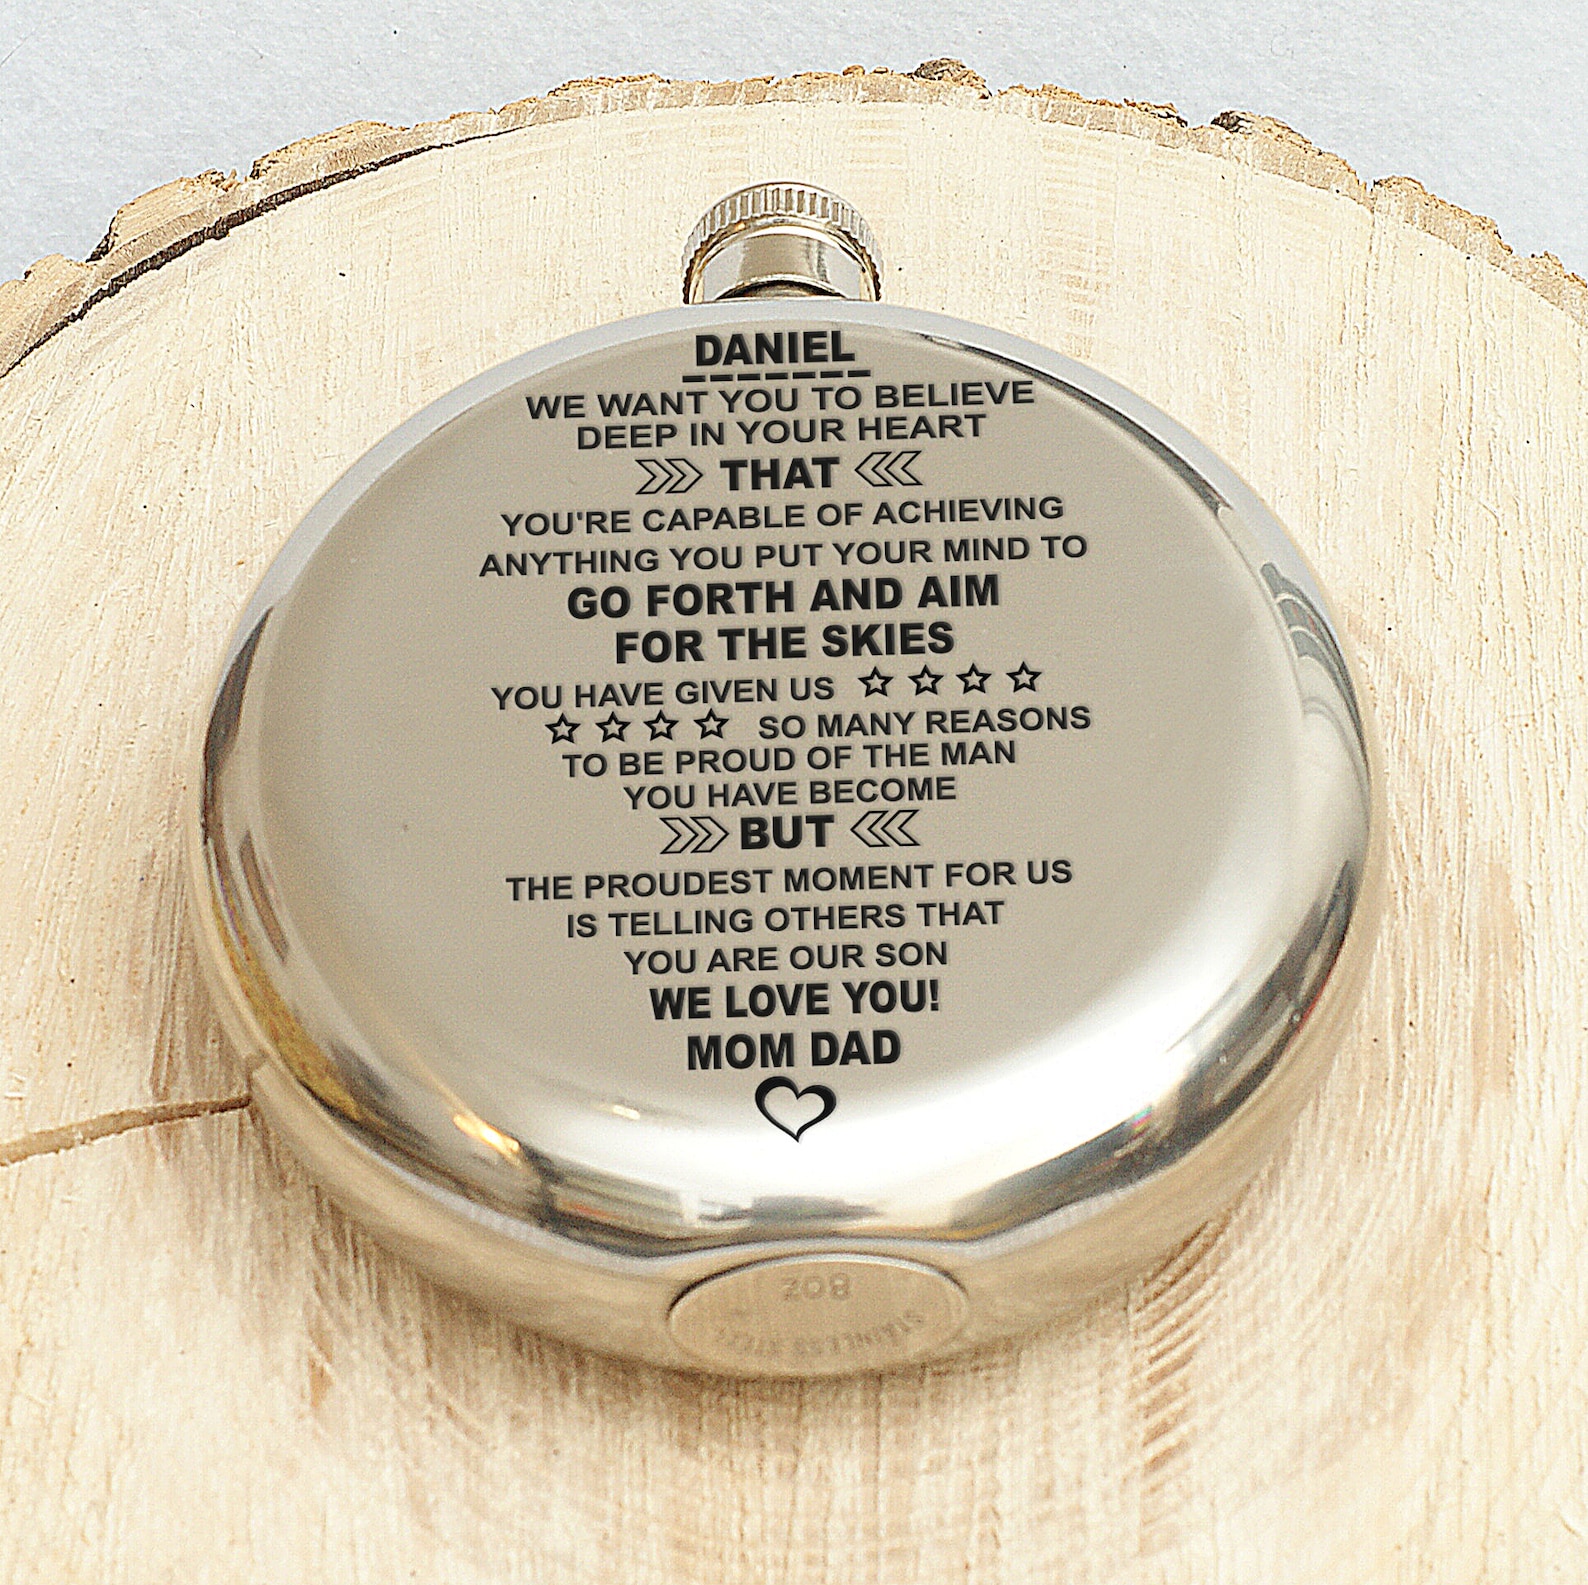 DANIEL
WE WANT YOU TO BELIEVE
DEEP IN YOUR HEART
THAT
YOU'RE CAPABLE OF ACHIEVING
ANYTHING YOU PUT YOUR MIND TO
GO FORTH AND AIM
FOR THE SKIES
YOU HAVE GIVEN US ☆ ☆ ☆ ☆
☆ ☆ ☆ ☆ SO MANY REASONS
TO BE PROUD OF THE MAN
YOU HAVE BECOME
BUT
THE PROUDEST MOMENT FOR US
IS TELLING OTHERS THAT
YOU ARE OUR SON
WE LOVE YOU!
MOM DAD
8OZ
STAINLESS STEEL